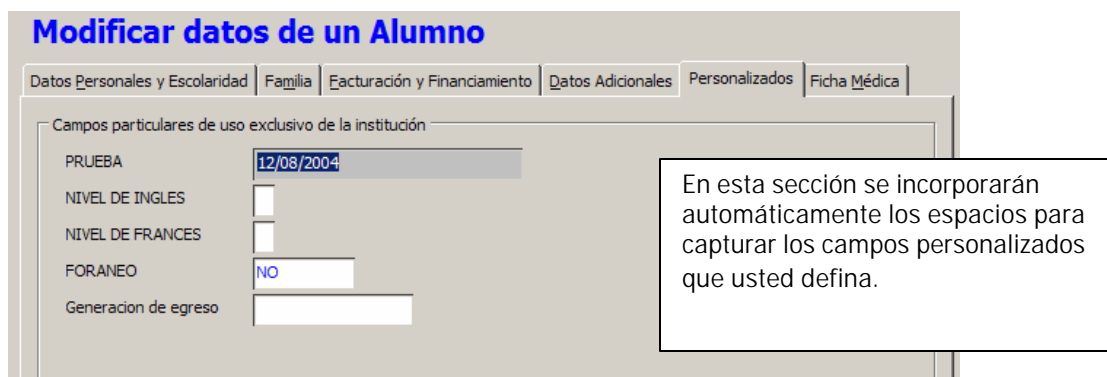 Modificar datos de un Alumno
Datos Personales y Escolaridad Familia Facturación y Financiamiento Datos Adicionales Personalizados Ficha Médica
Campos particulares de uso exclusivo de la institución
PRUEBA 12/08/2004
NIVEL DE INGLES
NIVEL DE FRANCES
FORANEO NO
Generacion de egreso
En esta sección se incorporarán
automáticamente los espacios para
capturar los campos personalizados
que usted defina.